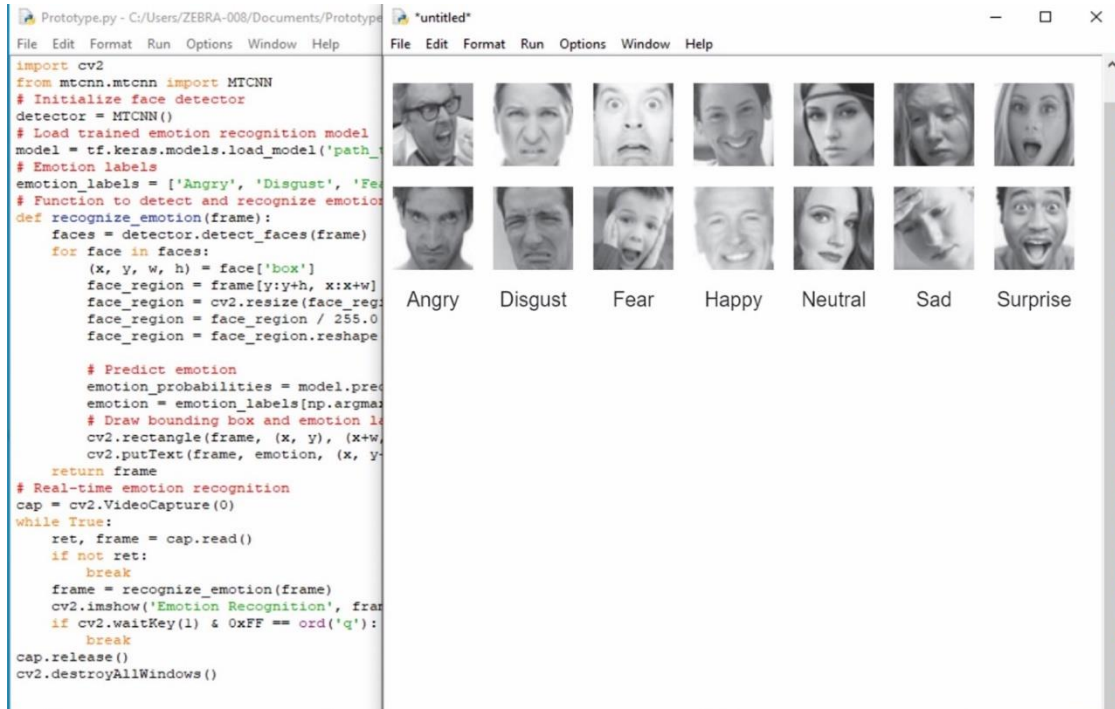 Prototype.py - C:/Users/ZEBRA-008/Documents/Prototype
File Edit Format Run Options Window Help
import cv2
from mtcnn.mtcnn import MTCNN
# Initialize face detector
detector = MTCNN()
# Load trained emotion recognition model
model = tf.keras.models.load_model('path_
# Emotion labels
emotion_labels = ['Angry', 'Disgust', 'Fea
# Function to detect and recognize emotion
def recognize_emotion(frame):
    faces = detector.detect_faces(frame)
    for face in faces:
        (x, y, w, h) = face['box']
        face_region = frame[y:y+h, x:x+w]
        face_region = cv2.resize(face_regi
        face_region = face_region / 255.0
        face_region = face_region.reshape
        # Predict emotion
        emotion_probabilities = model.pred
        emotion = emotion_labels[np.argmax
        # Draw bounding box and emotion la
        cv2.rectangle(frame, (x, y), (x+w,
        cv2.putText(frame, emotion, (x, y-
    return frame
# Real-time emotion recognition
cap = cv2.VideoCapture(0)
while True:
    ret, frame = cap.read()
    if not ret:
        break
    frame = recognize_emotion(frame)
    cv2.imshow('Emotion Recognition', fram
    if cv2.waitKey(1) & 0xFF == ord('q'):
        break
cap.release()
cv2.destroyAllWindows()
*untitled*
File Edit Format Run Options Window Help
Angry Disgust Fear Happy Neutral Sad Surprise